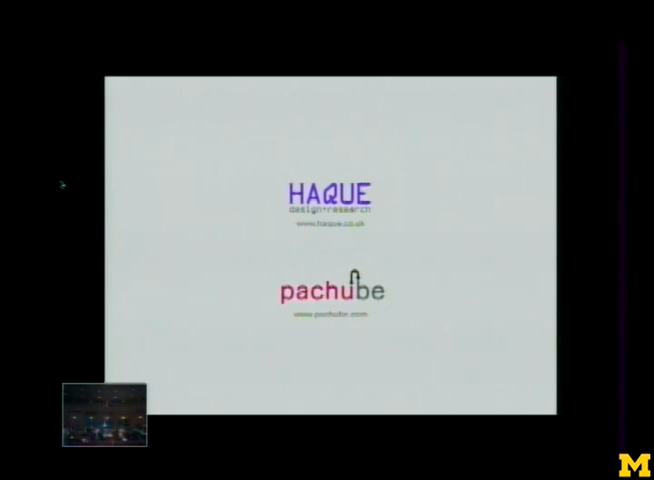 HAQUE
design+research
www.haque.co.uk
pachube
www.pachube.com
M